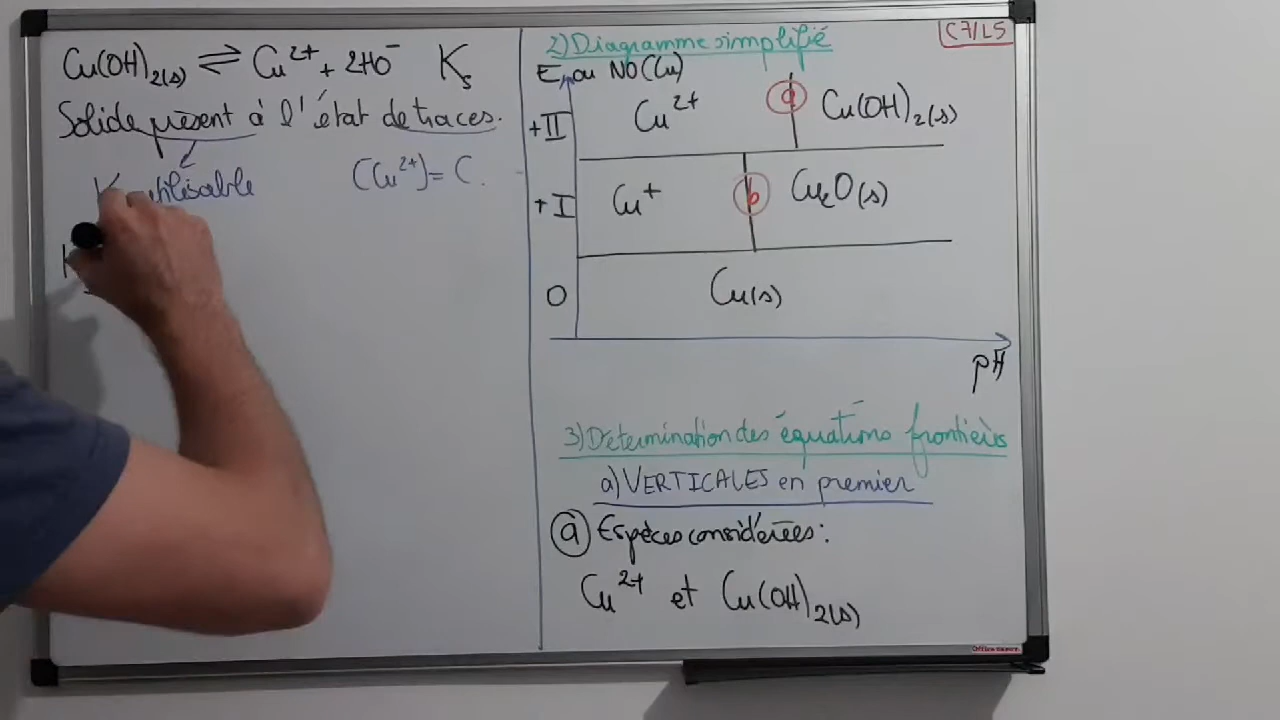 Cu(OH)₂(s) ⇌ Cu²⁺ + 2HO⁻ Ks
Solide présent à l'état de traces.
K utilisable (Cu²⁺) = C.
K
C7/L5
2) Diagramme simplifié
E, ou NO(Cu)
+II Cu²⁺ a Cu(OH)₂(s)
+I Cu⁺ b Cu₂O(s)
0 Cu(s)
pH
3) Détermination des équations frontières
a) VERTICALES en premier
a Espèces considérées :
Cu²⁺ et Cu(OH)₂(s)